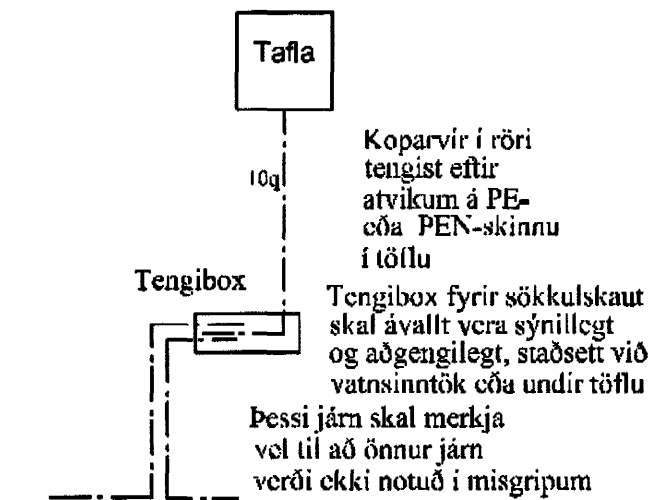 Tafla
10q
Koparvír í röri
tengist eftir
atvikum á PE-
eða PEN-skinnu
í töflu
Tengibox
Tengibox fyrir sökkulskaut
skal ávallt vera sýnillegt
og aðgengilegt, staðsett við
vatnsinntök eða undir töflu
Þessi járn skal merkja
vel til að önnur járn
verði ekki notuð í misgripum